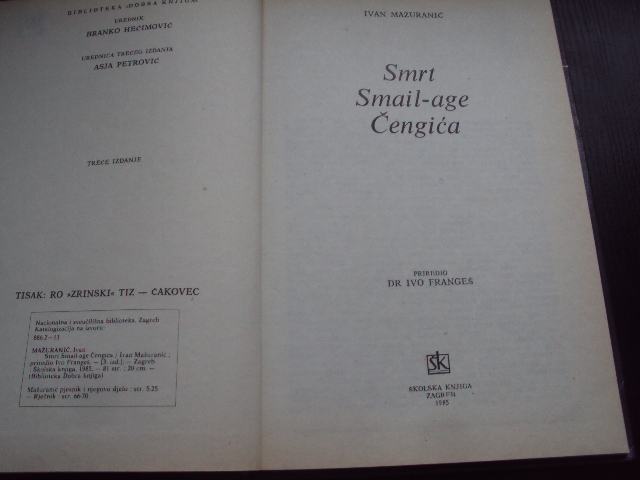 BIBLIOTEKA »DOBRA KNJIGA«
UREDNIK
BRANKO HEĆIMOVIĆ
UREDNICA TREĆEG IZDANJA
ASJA PETROVIĆ
TREĆE IZDANJE
TISAK: RO »ZRINSKI« TIZ — ČAKOVEC
Nacionalna i sveučilišna biblioteka, Zagreb
Katalogizacija na izvoru:
886.2-13
MAŽURANIĆ, Ivan
Smrt Smail-age Čengića / Ivan Mažuranić ;
priredio Ivo Frangeš. — [3. izd.]. — Zagreb
Školska knjiga, 1985. — 81 str. ; 20 cm. —
(Biblioteka Dobra knjiga)
Mažuranić pjesnik i njegovo djelo : str. 5-25
— Rječnik : str. 66-70
IVAN MAŽURANIĆ
Smrt
Smail-age
Čengića
PRIREDIO
DR IVO FRANGEŠ
šk
ŠKOLSKA KNJIGA
ZAGREB
1985